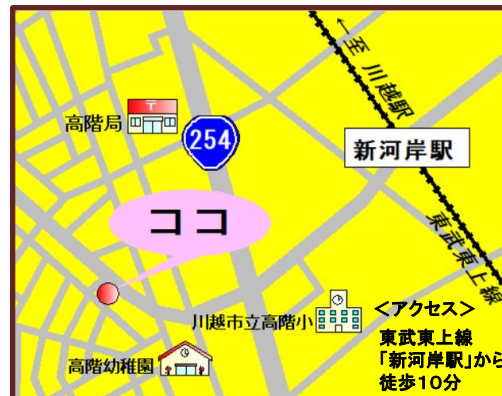 ←至 川越駅
高階局
〒
254
新河岸駅
ココ
東武東上線
川越市立高階小
高階幼稚園
<アクセス>
東武東上線
「新河岸駅」から
徒歩10分